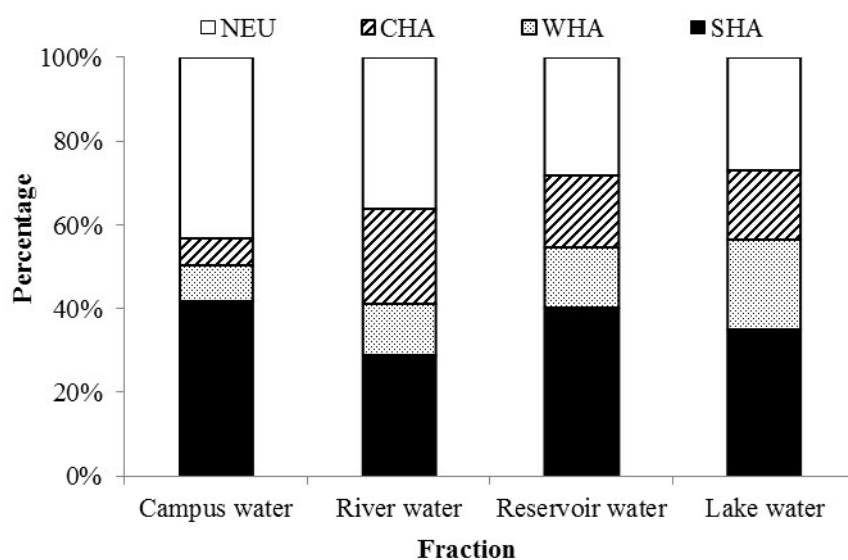 NEU CHA WHA SHA
100%
80%
60%
40%
20%
0%
Percentage
Campus water River water Reservoir water Lake water
Fraction